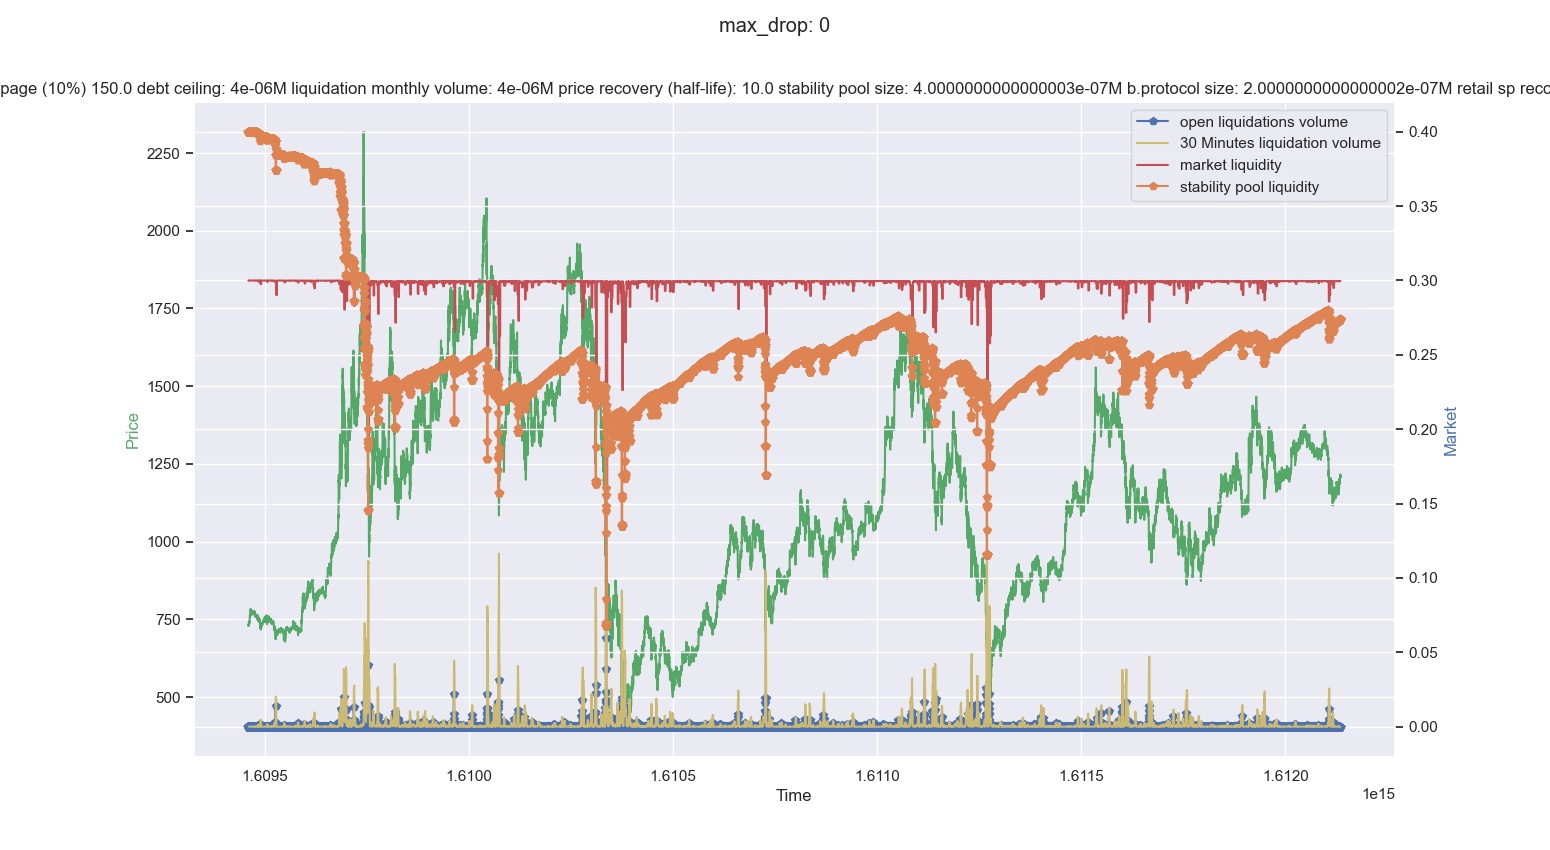 max_drop: 0
page (10%) 150.0 debt ceiling: 4e-06M liquidation monthly volume: 4e-06M price recovery (half-life): 10.0 stability pool size: 4.0000000000000003e-07M b.protocol size: 2.0000000000000002e-07M retail sp reco
open liquidations volume
30 Minutes liquidation volume
market liquidity
stability pool liquidity
2250
2000
1750
1500
1250
1000
750
500
Price
0.40
0.35
0.30
0.25
0.20
0.15
0.10
0.05
0.00
Market
1.6095 1.6100 1.6105 1.6110 1.6115 1.6120
Time
1e15